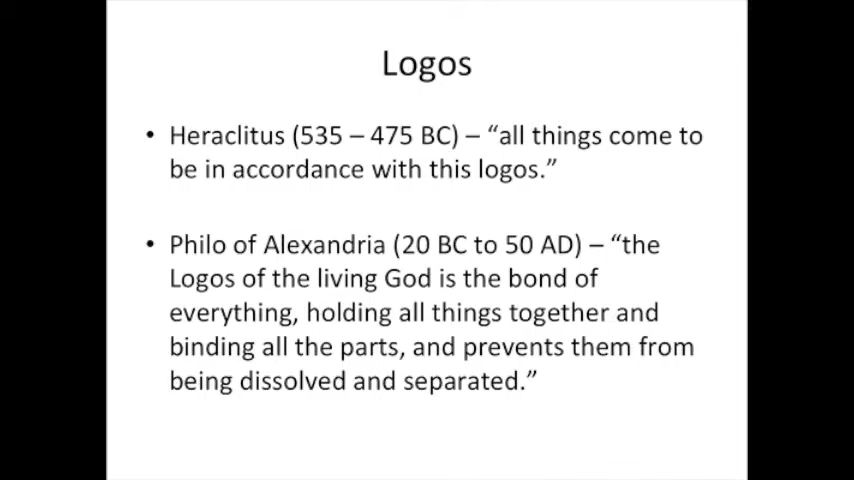 Logos
• Heraclitus (535 – 475 BC) – “all things come to
be in accordance with this logos.”
• Philo of Alexandria (20 BC to 50 AD) – “the
Logos of the living God is the bond of
everything, holding all things together and
binding all the parts, and prevents them from
being dissolved and separated.”